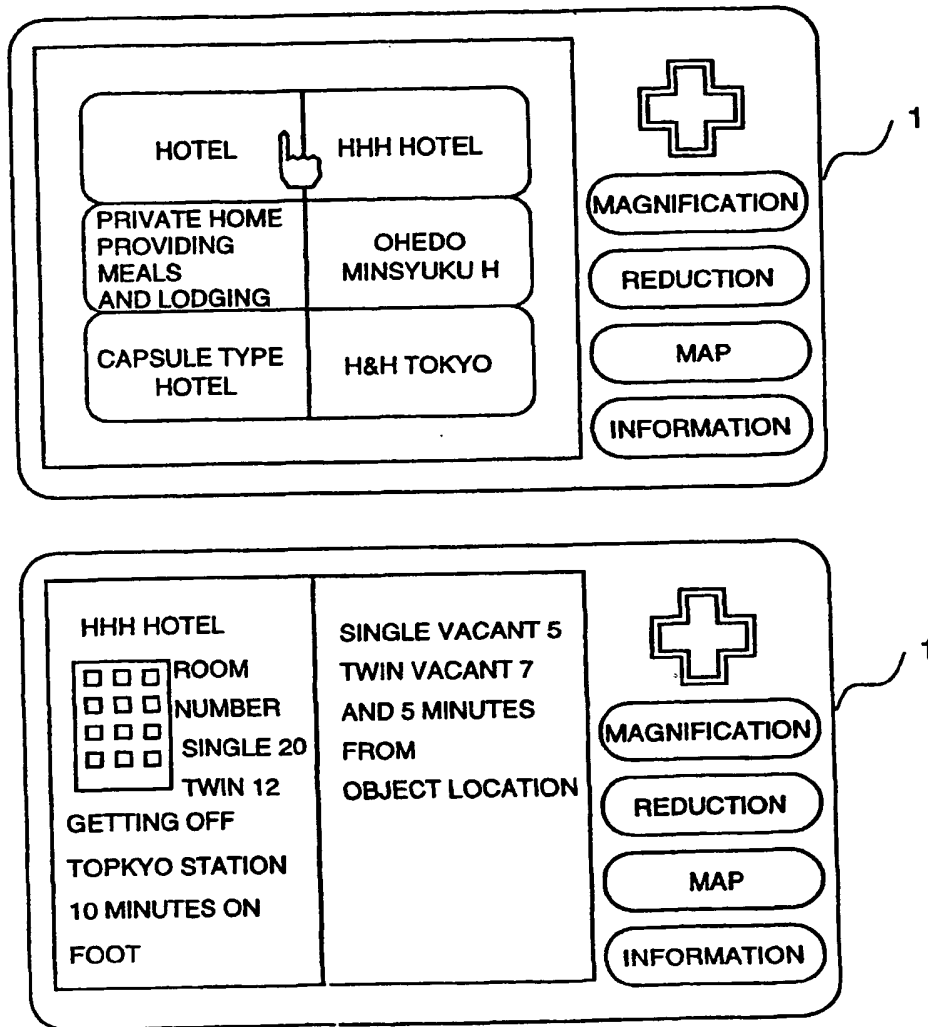 HOTEL
HHH HOTEL
PRIVATE HOME
PROVIDING
MEALS
AND LODGING
OHEDO
MINSYUKU H
CAPSULE TYPE
HOTEL
H&H TOKYO
MAGNIFICATION
REDUCTION
MAP
INFORMATION
1
HHH HOTEL
ROOM
NUMBER
SINGLE 20
TWIN 12
GETTING OFF
TOPKYO STATION
10 MINUTES ON
FOOT
SINGLE VACANT 5
TWIN VACANT 7
AND 5 MINUTES
FROM
OBJECT LOCATION
MAGNIFICATION
REDUCTION
MAP
INFORMATION
1